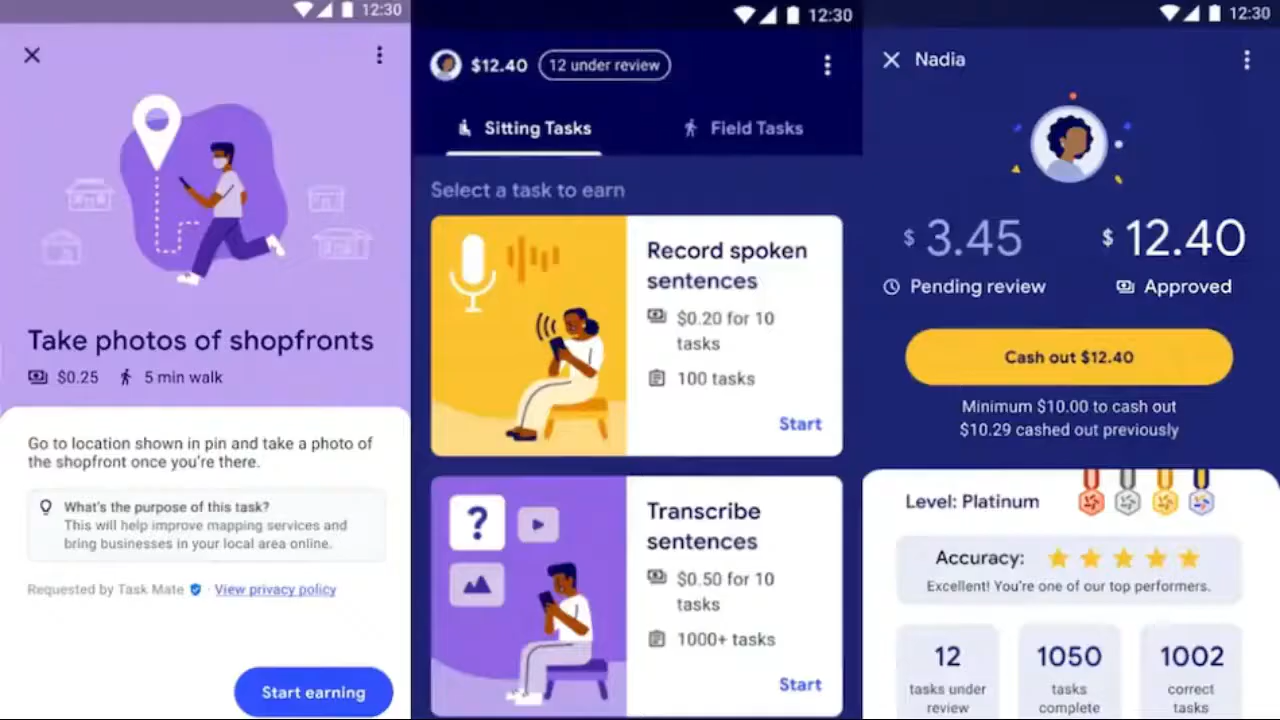 12:30
Take photos of shopfronts
$0.25 5 min walk
Go to location shown in pin and take a photo of
the shopfront once you're there.
What's the purpose of this task?
This will help improve mapping services and
bring businesses in your local area online.
Requested by Task Mate · View privacy policy
Start earning
12:30
$12.40 12 under review
Sitting Tasks Field Tasks
Select a task to earn
Record spoken
sentences
$0.20 for 10
tasks
100 tasks
Start
?
Transcribe
sentences
$0.50 for 10
tasks
1000+ tasks
Start
12:30
Nadia
$ 3.45 $ 12.40
Pending review Approved
Cash out $12.40
Minimum $10.00 to cash out
$10.29 cashed out previously
Level: Platinum
Accuracy:
Excellent! You're one of our top performers.
12 1050 1002
tasks under tasks correct
review complete tasks